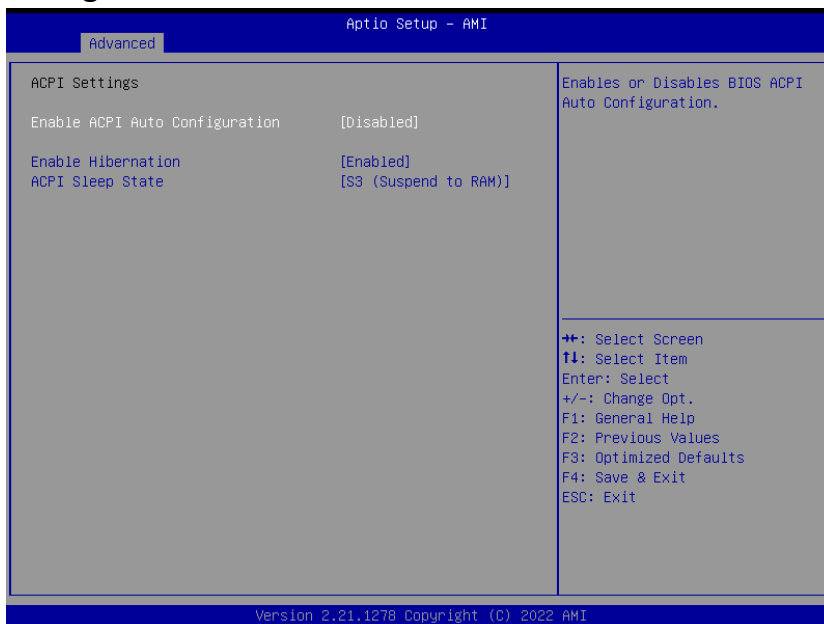 Aptio Setup – AMI
Advanced
ACPI Settings
Enable ACPI Auto Configuration [Disabled]
Enable Hibernation [Enabled]
ACPI Sleep State [S3 (Suspend to RAM)]
Enables or Disables BIOS ACPI
Auto Configuration.
→←: Select Screen
↑↓: Select Item
Enter: Select
+/-: Change Opt.
F1: General Help
F2: Previous Values
F3: Optimized Defaults
F4: Save & Exit
ESC: Exit
Version 2.21.1278 Copyright (C) 2022 AMI